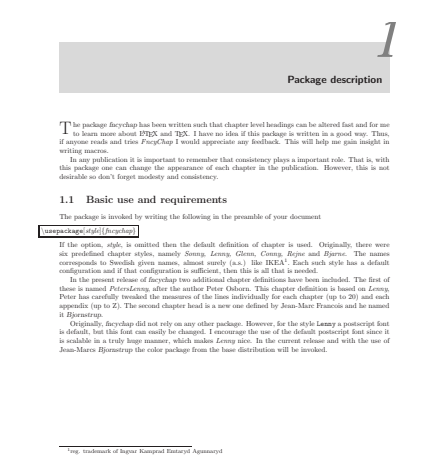 1
Package description
The package fncychap has been written such that chapter level headings can be altered fast and for me
to learn more about LATEX and TEX. I have no idea if this package is written in a good way. Thus,
if anyone reads and tries FncyChap I would appreciate any feedback. This will help me gain insight in
writing macros.
In any publication it is important to remember that consistency plays a important role. That is, with
this package one can change the appearance of each chapter in the publication. However, this is not
desirable so don't forget modesty and consistency.
1.1 Basic use and requirements
The package is invoked by writing the following in the preamble of your document
\usepackage[style]{fncychap}
If the option, style, is omitted then the default definition of chapter is used. Originally, there were
six predefined chapter styles, namely Sonny, Lenny, Glenn, Conny, Rejne and Bjarne. The names
corresponds to Swedish given names, almost surely (a.s.) like IKEA1. Each such style has a default
configuration and if that configuration is sufficient, then this is all that is needed.
In the present release of fncychap two additional chapter definitions have been included. The first of
these is named PetersLenny, after the author Peter Osborn. This chapter definition is based on Lenny,
Peter has carefully tweaked the measures of the lines individually for each chapter (up to 20) and each
appendix (up to Z). The second chapter head is a new one defined by Jean-Marc Francois and he named
it Bjornstrup.
Originally, fncychap did not rely on any other package. However, for the style Lenny a postscript font
is default, but this font can easily be changed. I encourage the use of the default postscript font since it
is scalable in a truly huge manner, which makes Lenny nice. In the current release and with the use of
Jean-Marcs Bjornstrup the color package from the base distribution will be invoked.
1reg. trademark of Ingvar Kamprad Elmtaryd Agunnaryd